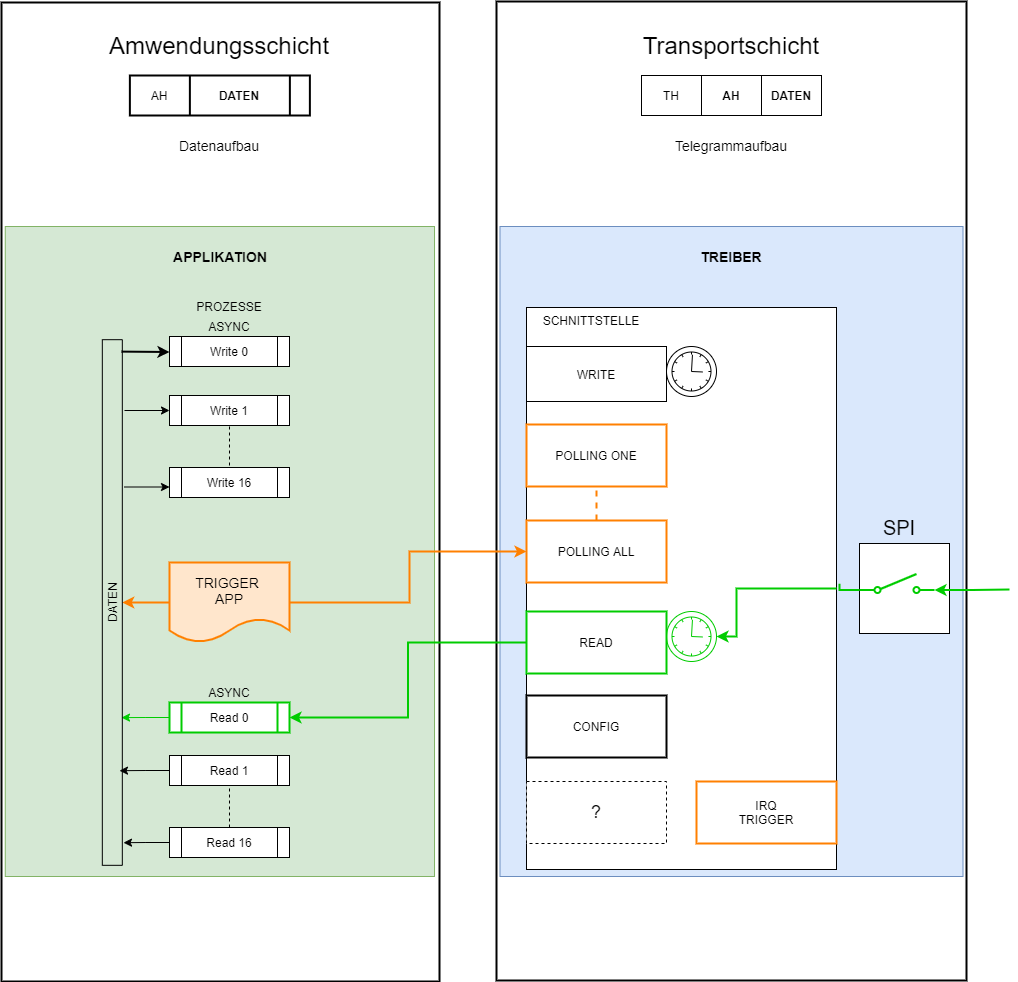 Amwendungsschicht
AH
DATEN
Datenaufbau
APPLIKATION
PROZESSE
ASYNC
Write 0
Write 1
Write 16
TRIGGER
APP
DATEN
ASYNC
Read 0
Read 1
Read 16
Transportschicht
TH
AH
DATEN
Telegrammaufbau
TREIBER
SCHNITTSTELLE
WRITE
POLLING ONE
POLLING ALL
READ
CONFIG
?
IRQ
TRIGGER
SPI